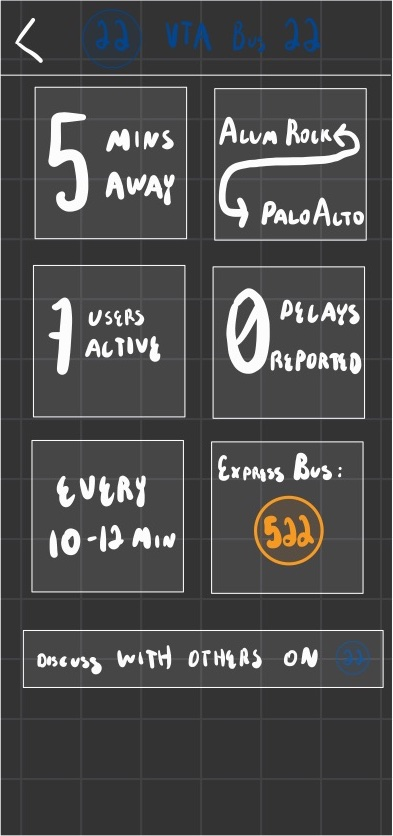 22 VTA Bus 22
5 MINS
AWAY
ALUM ROCK
PALO ALTO
7 USERS
ACTIVE
0 DELAYS
REPORTED
EVERY
10-12 MIN
EXPRESS BUS:
522
DISCUSS WITH OTHERS ON 22